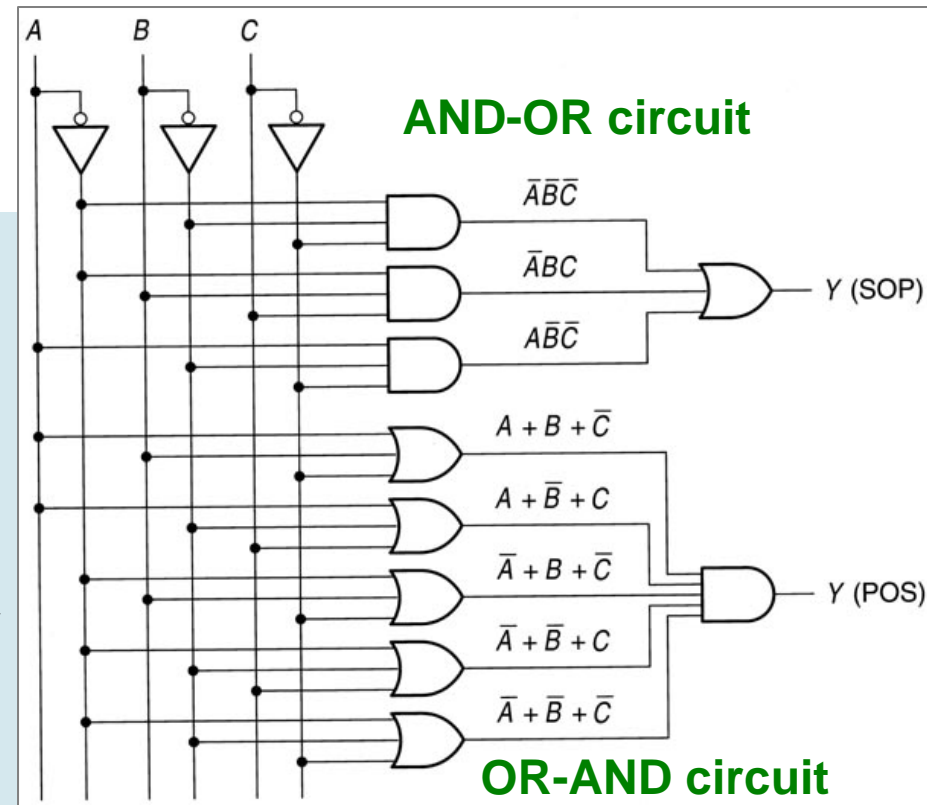 A B C
AND-OR circuit
A̅B̅C̅
A̅BC
Y (SOP)
AB̅C̅
A + B + C̅
A + B̅ + C
A̅ + B + C̅
Y (POS)
A̅ + B̅ + C
A̅ + B̅ + C̅
OR-AND circuit